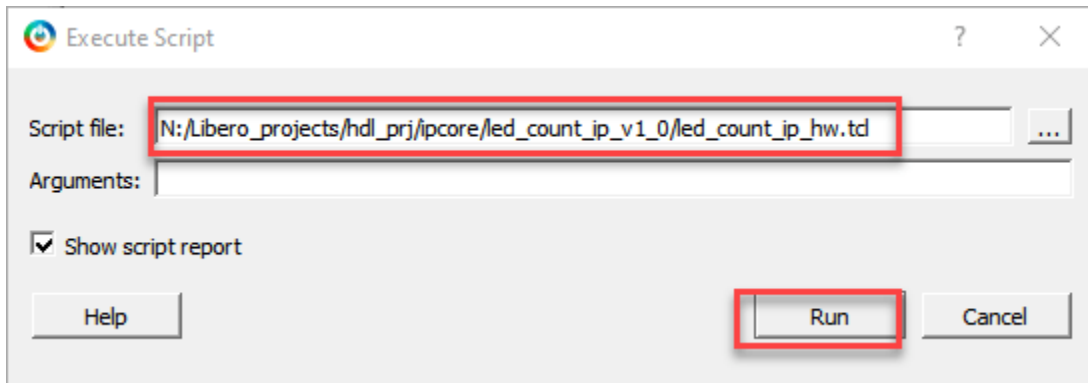 Execute Script ?
Script file: N:/Libero_projects/hdl_prj/ipcore/led_count_ip_v1_0/led_count_ip_hw.tcl ...
Arguments:
Show script report
Help Run Cancel